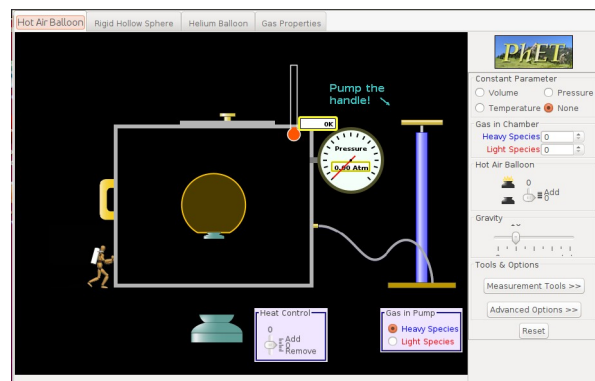 Hot Air Balloon
Rigid Hollow Sphere
Helium Balloon
Gas Properties
PhET
Pump the
handle!
0K
Pressure
0.00 Atm
Heat Control
0
Add
0
Remove
Gas in Pump
Heavy Species
Light Species
Constant Parameter
Volume
Pressure
Temperature
None
Gas in Chamber
Heavy Species 0
Light Species 0
Hot Air Balloon
0
Add
0
Gravity
Tools & Options
Measurement Tools >>
Advanced Options >>
Reset